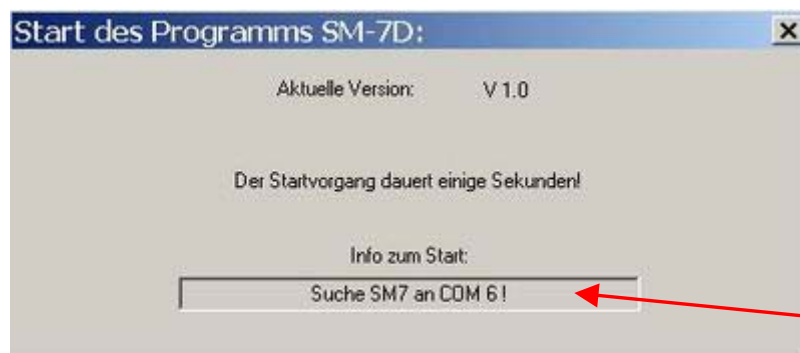 Start des Programms SM-7D:
Aktuelle Version: V 1.0
Der Startvorgang dauert einige Sekunden!
Info zum Start:
Suche SM7 an COM 6 !